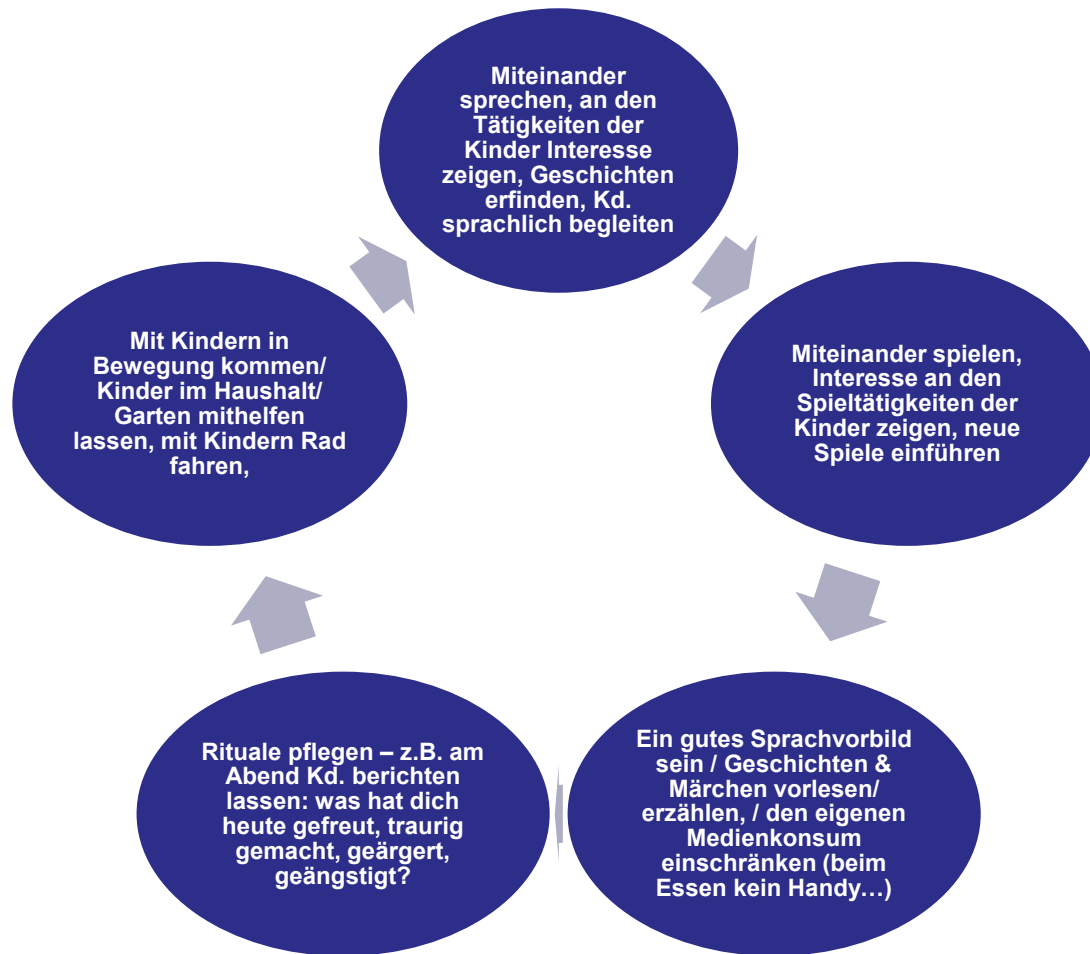 Miteinander
sprechen, an den
Tätigkeiten der
Kinder Interesse
zeigen, Geschichten
erfinden, Kd.
sprachlich begleiten
Miteinander spielen,
Interesse an den
Spieltätigkeiten der
Kinder zeigen, neue
Spiele einführen
Ein gutes Sprachvorbild
sein / Geschichten &
Märchen vorlesen/
erzählen, / den eigenen
Medienkonsum
einschränken (beim
Essen kein Handy…)
Rituale pflegen – z.B. am
Abend Kd. berichten
lassen: was hat dich
heute gefreut, traurig
gemacht, geärgert,
geängstigt?
Mit Kindern in
Bewegung kommen/
Kinder im Haushalt/
Garten mithelfen
lassen, mit Kindern Rad
fahren,